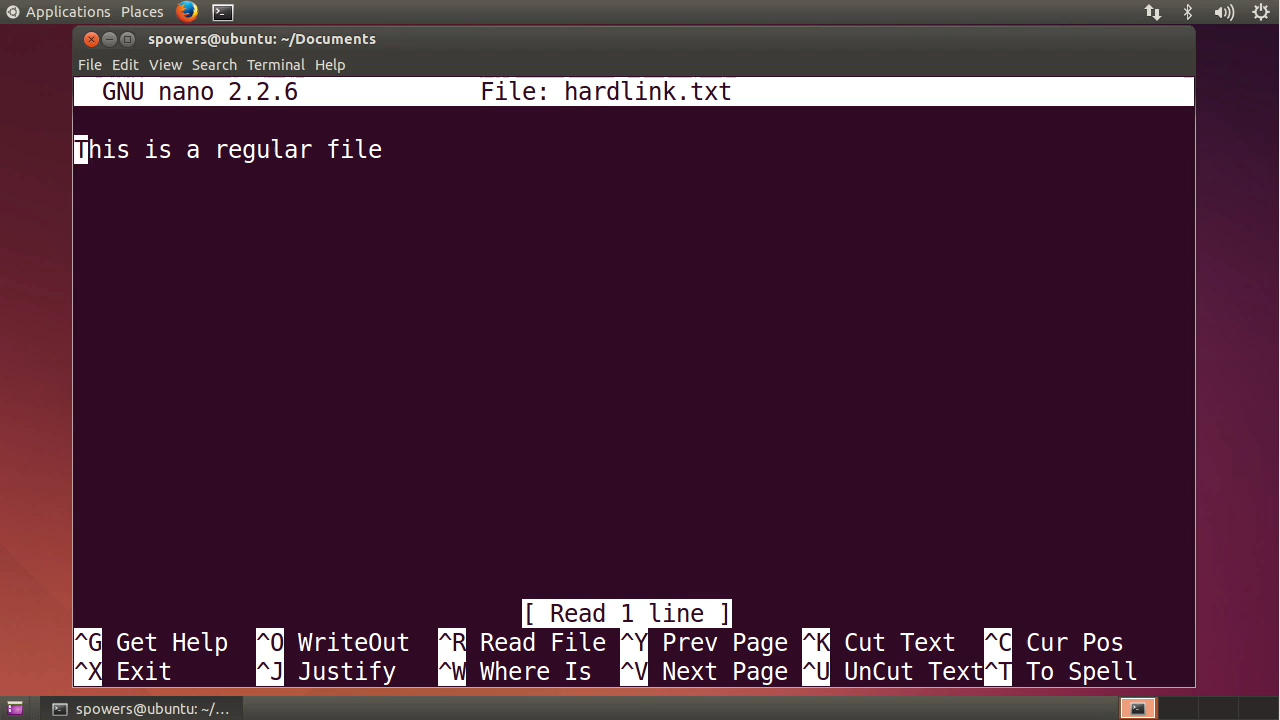 Applications Places
spowers@ubuntu: ~/Documents
File Edit View Search Terminal Help
GNU nano 2.2.6 File: hardlink.txt
This is a regular file
[ Read 1 line ]
^G Get Help ^O WriteOut ^R Read File ^Y Prev Page ^K Cut Text ^C Cur Pos
^X Exit ^J Justify ^W Where Is ^V Next Page ^U UnCut Text ^T To Spell
spowers@ubuntu: ~/...